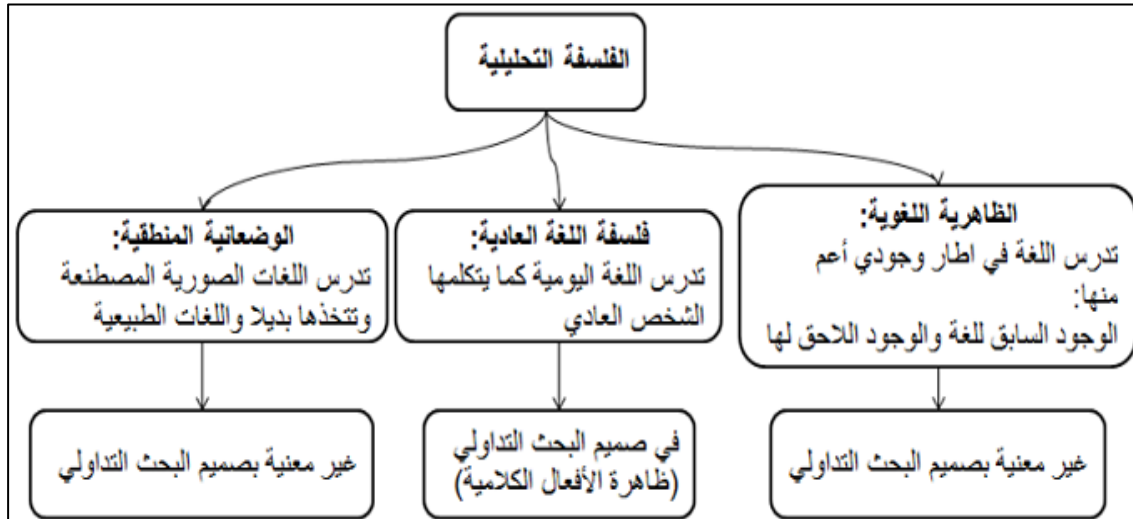 الفلسفة التحليلية
الظاهرية اللغوية:
تدرس اللغة في اطار وجودي أعم
منها:
الوجود السابق للغة والوجود اللاحق لها
فلسفة اللغة العادية:
تدرس اللغة اليومية كما يتكلمها
الشخص العادي
الوضعانية المنطقية:
تدرس اللغات الصورية المصطنعة
وتتخذها بديلا واللغات الطبيعية
غير معنية بصميم البحث التداولي
في صميم البحث التداولي
(ظاهرة الأفعال الكلامية)
غير معنية بصميم البحث التداولي